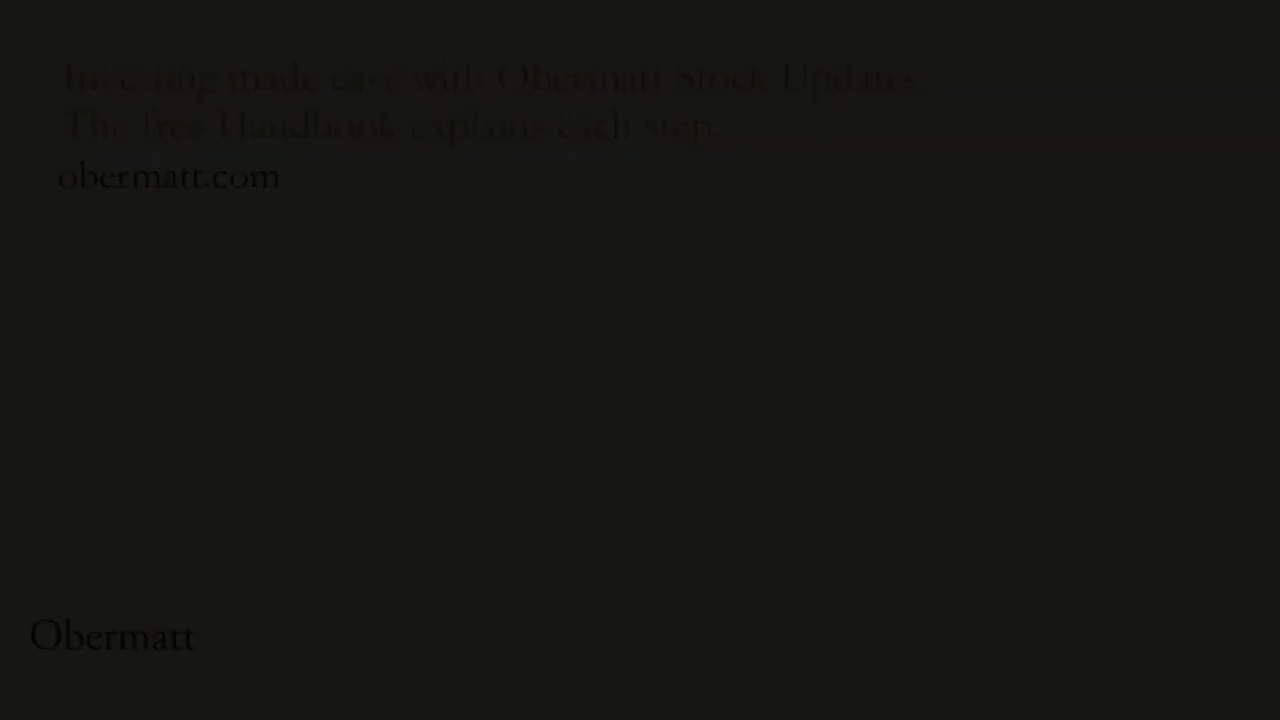 Investing made easy with Obermatt Stock Updates.
The free Handbook explains each step.
obermatt.com
Obermatt